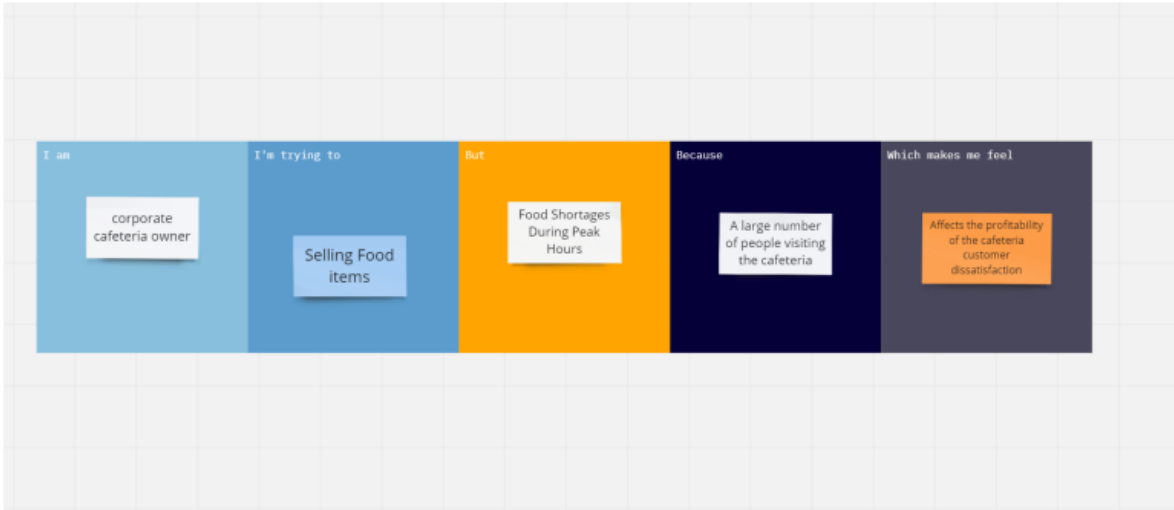 I am
corporate
cafeteria owner
I'm trying to
Selling Food
items
But
Food Shortages
During Peak
Hours
Because
A large number
of people visiting
the cafeteria
Which makes me feel
Affects the profitability
of the cafeteria
customer
dissatisfaction